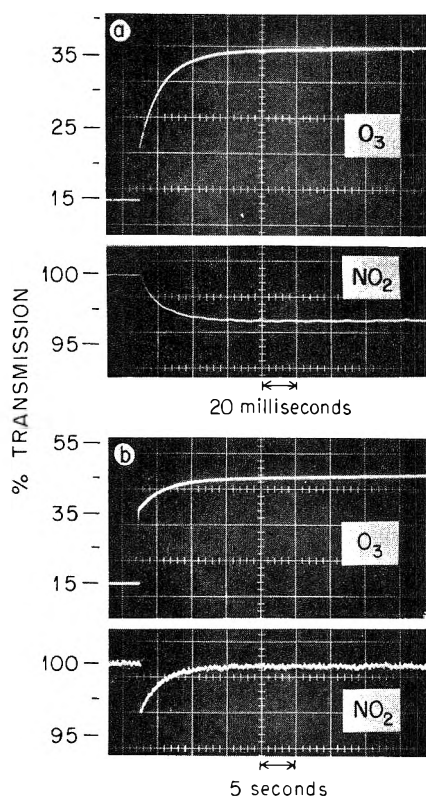 a
35
25
15
O₃
100
95
NO₂
% TRANSMISSION
20 milliseconds
b
55
35
15
O₃
100
95
NO₂
5 seconds